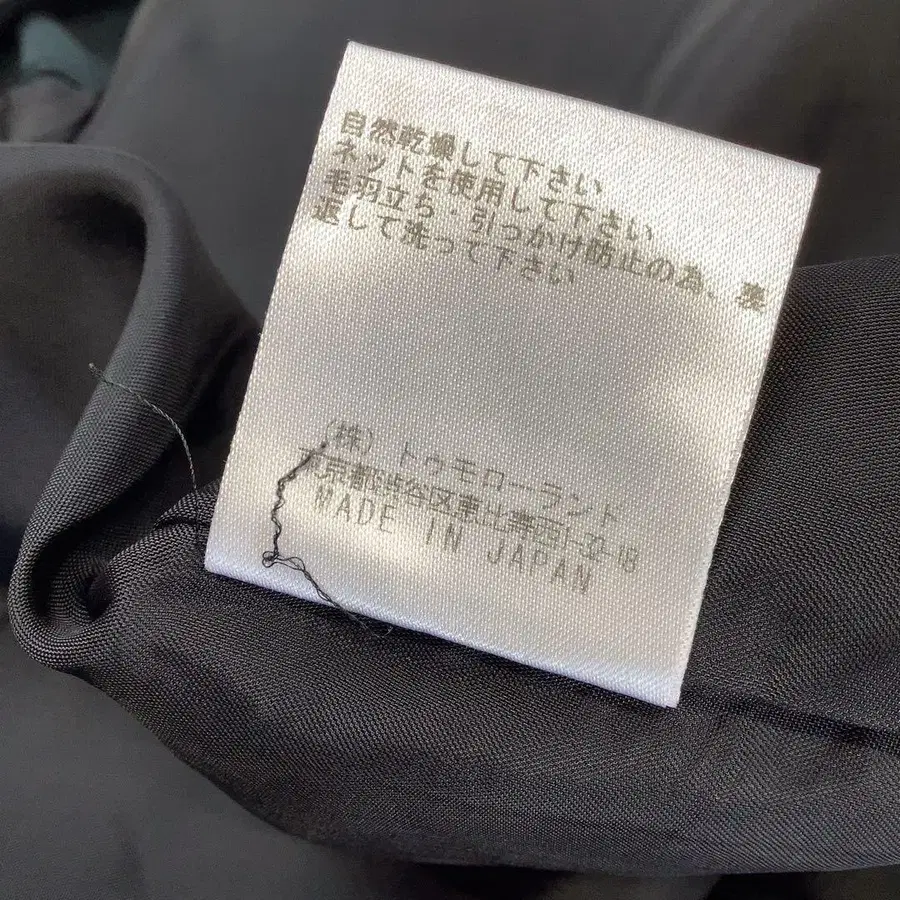 自然乾燥して下さい
ネットを使用して下さい
毛羽立ち・引っかけ防止の為、裏
返して洗って下さい
(株) トゥモローランド
東京都渋谷区恵比寿西1-32-18
MADE IN JAPAN